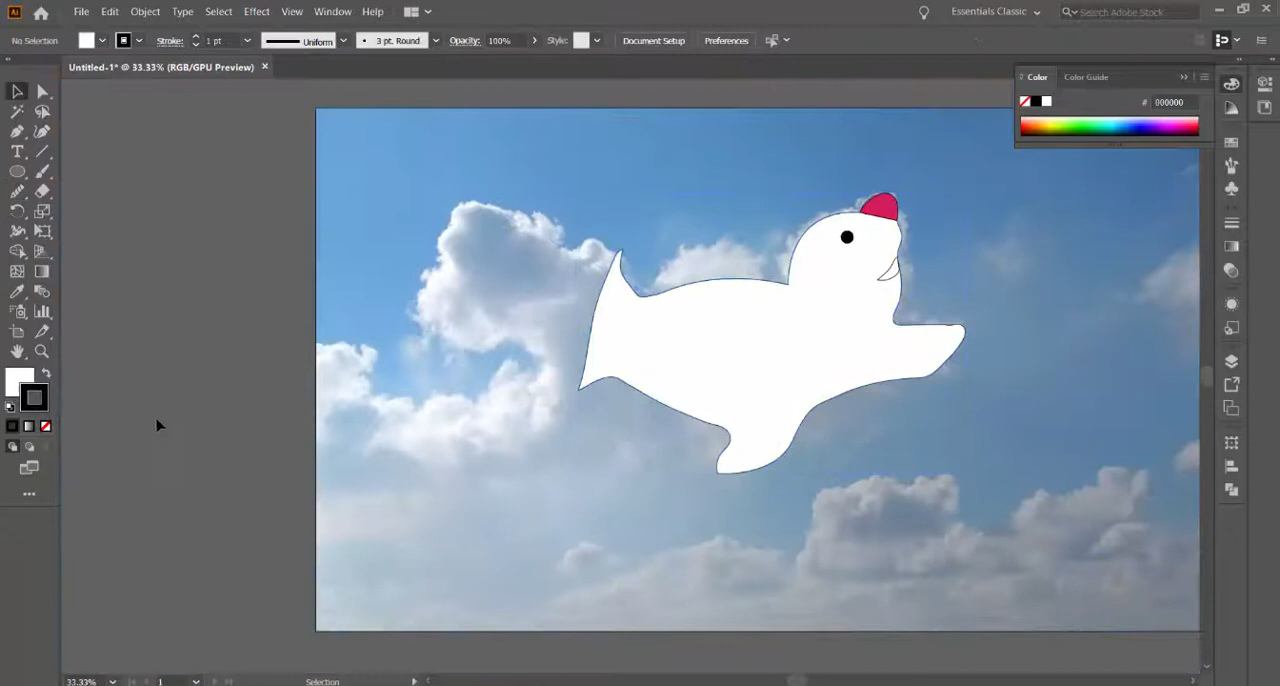 Ai File Edit Object Type Select Effect View Window Help Essentials Classic Search Adobe Stock
No Selection Stroke: 1 pt Uniform 3 pt. Round Opacity: 100% Style: Document Setup Preferences
Untitled-1* @ 33.33% (RGB/GPU Preview) ×
Color Color Guide
# 000000
33.33% 1 Selection